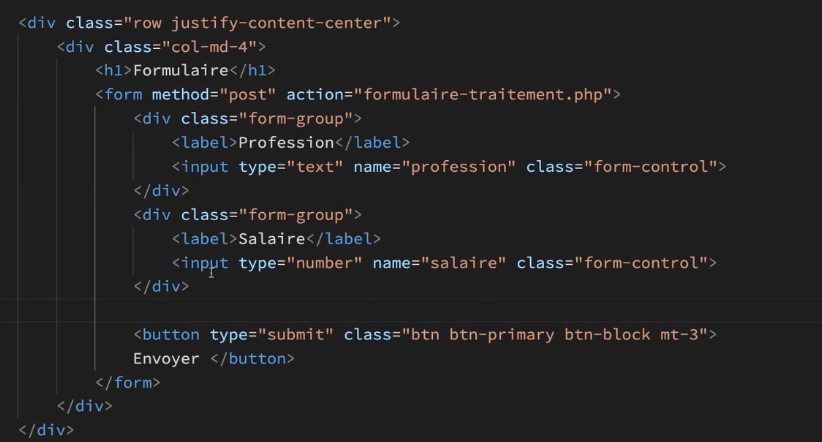 <div class="row justify-content-center">
<div class="col-md-4">
<h1>Formulaire</h1>
<form method="post" action="formulaire-traitement.php">
<div class="form-group">
<label>Profession</label>
<input type="text" name="profession" class="form-control">
</div>
<div class="form-group">
<label>Salaire</label>
<input type="number" name="salaire" class="form-control">
</div>
<button type="submit" class="btn btn-primary btn-block mt-3">
Envoyer </button>
</form>
</div>
</div>